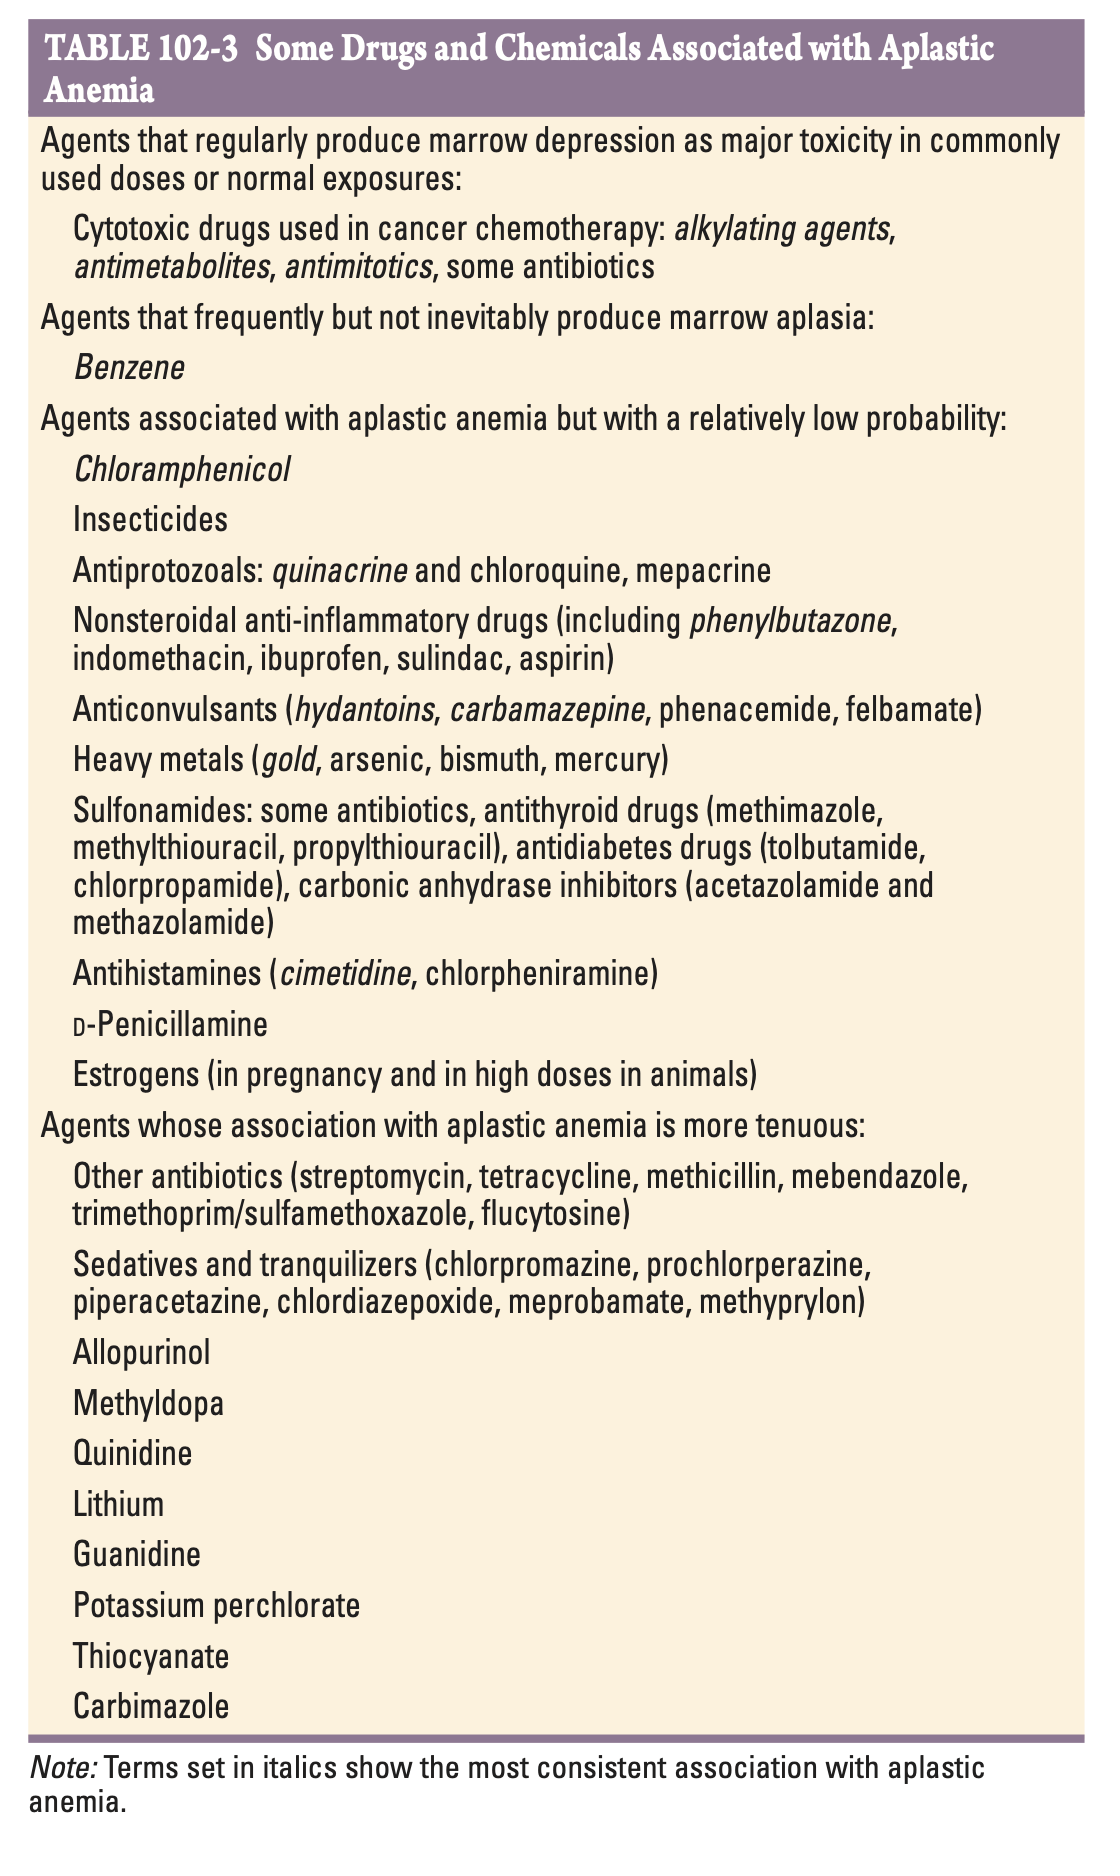 TABLE 102-3 Some Drugs and Chemicals Associated with Aplastic
Anemia
Agents that regularly produce marrow depression as major toxicity in commonly
used doses or normal exposures:
Cytotoxic drugs used in cancer chemotherapy: alkylating agents,
antimetabolites, antimitotics, some antibiotics
Agents that frequently but not inevitably produce marrow aplasia:
Benzene
Agents associated with aplastic anemia but with a relatively low probability:
Chloramphenicol
Insecticides
Antiprotozoals: quinacrine and chloroquine, mepacrine
Nonsteroidal anti-inflammatory drugs (including phenylbutazone,
indomethacin, ibuprofen, sulindac, aspirin)
Anticonvulsants (hydantoins, carbamazepine, phenacemide, felbamate)
Heavy metals (gold, arsenic, bismuth, mercury)
Sulfonamides: some antibiotics, antithyroid drugs (methimazole,
methylthiouracil, propylthiouracil), antidiabetes drugs (tolbutamide,
chlorpropamide), carbonic anhydrase inhibitors (acetazolamide and
methazolamide)
Antihistamines (cimetidine, chlorpheniramine)
D-Penicillamine
Estrogens (in pregnancy and in high doses in animals)
Agents whose association with aplastic anemia is more tenuous:
Other antibiotics (streptomycin, tetracycline, methicillin, mebendazole,
trimethoprim/sulfamethoxazole, flucytosine)
Sedatives and tranquilizers (chlorpromazine, prochlorperazine,
piperacetazine, chlordiazepoxide, meprobamate, methyprylon)
Allopurinol
Methyldopa
Quinidine
Lithium
Guanidine
Potassium perchlorate
Thiocyanate
Carbimazole
Note: Terms set in italics show the most consistent association with aplastic
anemia.